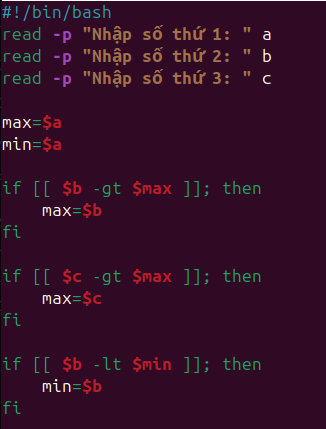 #!/bin/bash
read -p "Nhập số thứ 1: " a
read -p "Nhập số thứ 2: " b
read -p "Nhập số thứ 3: " c
max=$a
min=$a
if [[ $b -gt $max ]]; then
    max=$b
fi
if [[ $c -gt $max ]]; then
    max=$c
fi
if [[ $b -lt $min ]]; then
    min=$b
fi